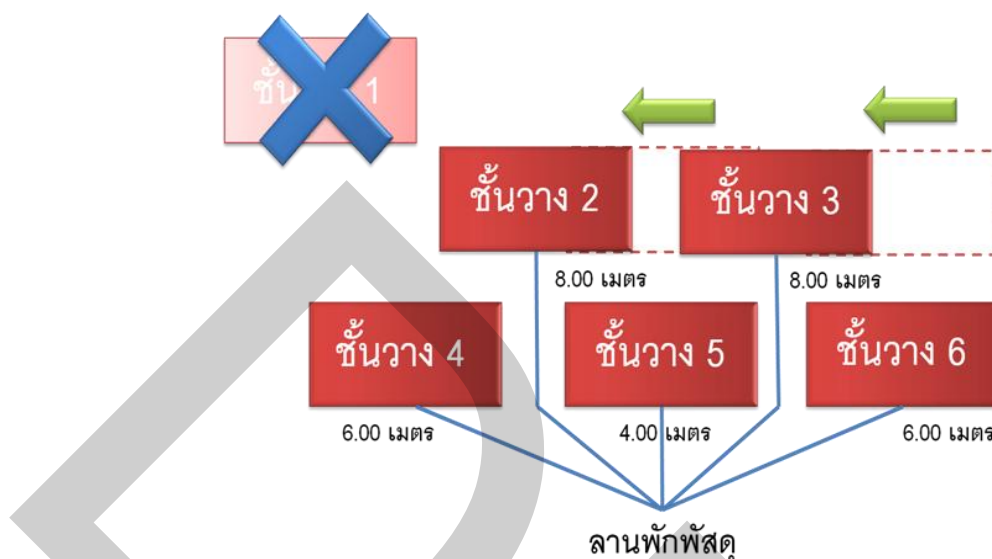 ชั้น 1
ชั้นวาง 2
ชั้นวาง 3
8.00 เมตร
8.00 เมตร
ชั้นวาง 4
ชั้นวาง 5
ชั้นวาง 6
6.00 เมตร
4.00 เมตร
6.00 เมตร
ลานพักพัสดุ